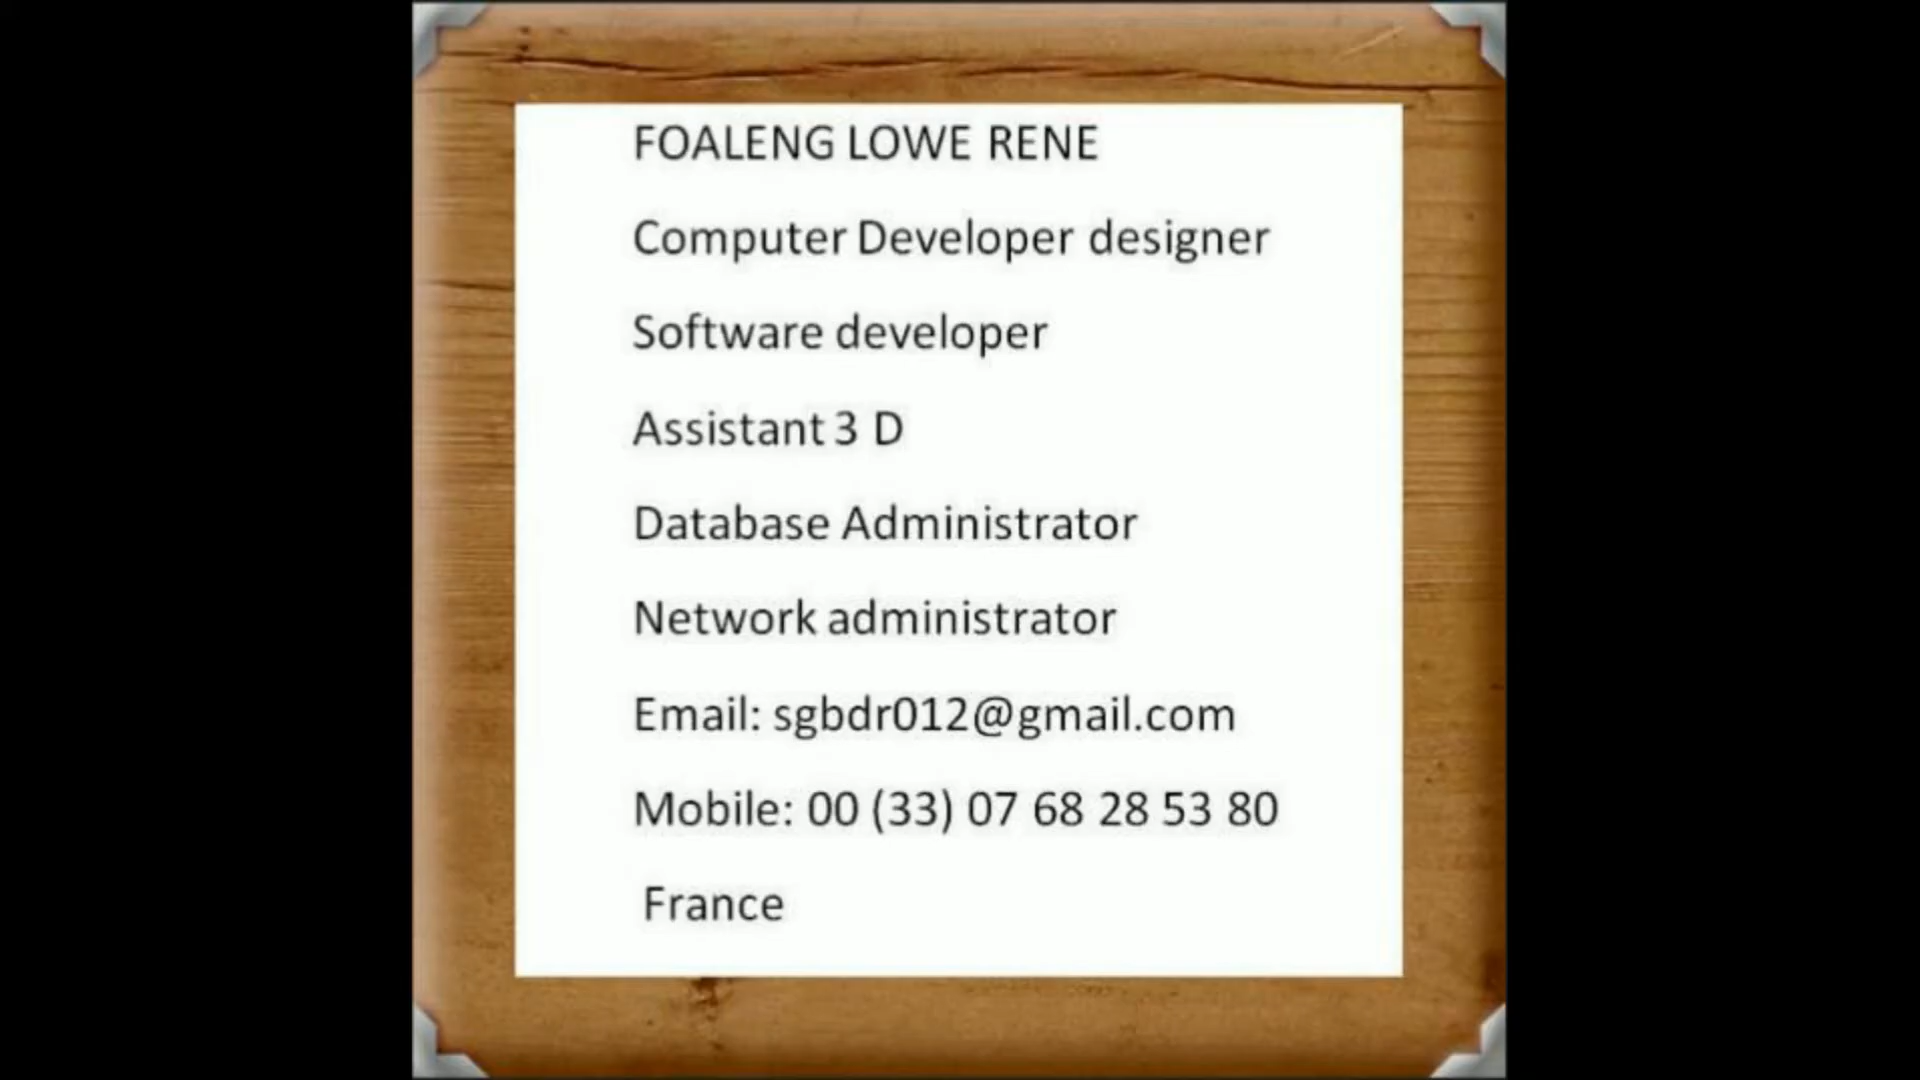 FOALENG LOWE RENE
Computer Developer designer
Software developer
Assistant 3 D
Database Administrator
Network administrator
Email: sgbdr012@gmail.com
Mobile: 00 (33) 07 68 28 53 80
France